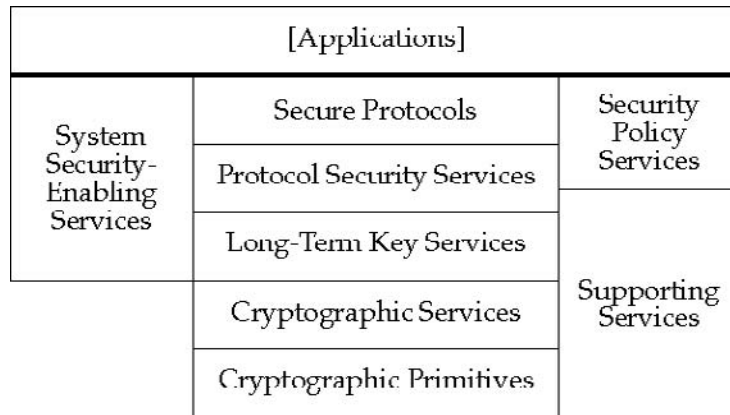 [Applications]
System
Security-
Enabling
Services
Secure Protocols
Protocol Security Services
Long-Term Key Services
Cryptographic Services
Cryptographic Primitives
Security
Policy
Services
Supporting
Services